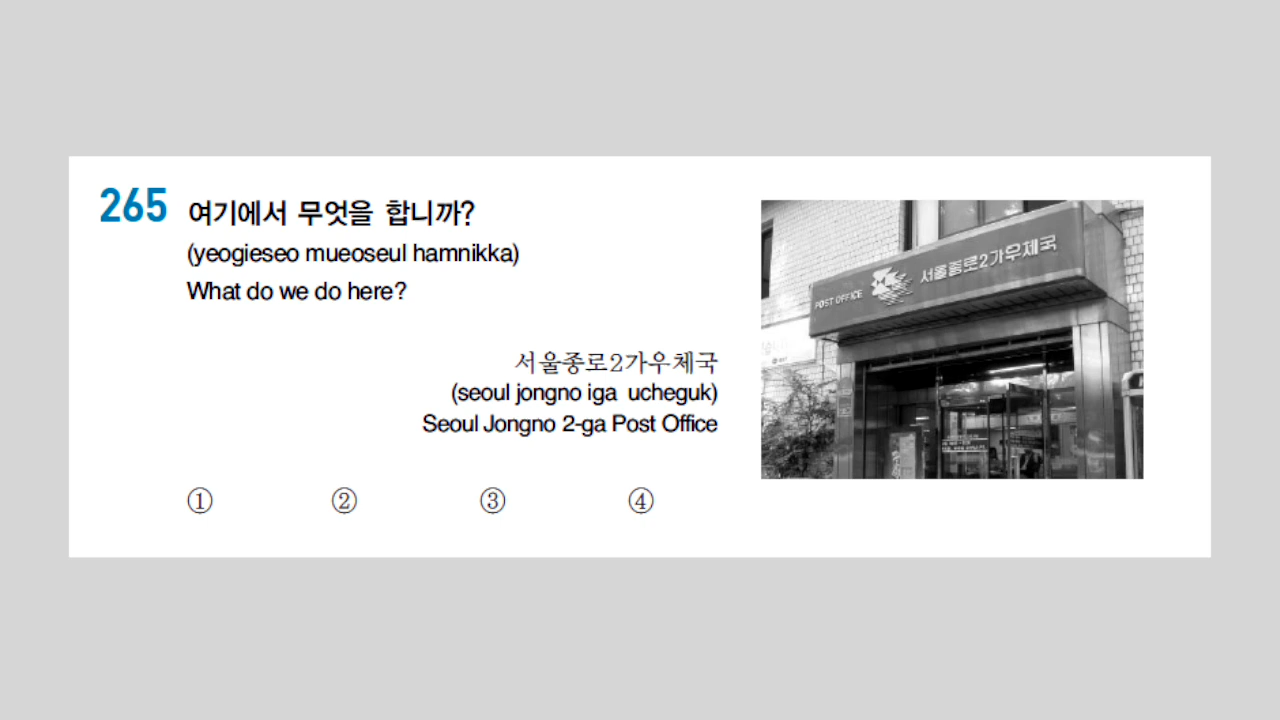 265 여기에서 무엇을 합니까?
(yeogieseo mueoseul hamnikka)
What do we do here?
서울종로2가우체국
(seoul jongno iga ucheguk)
Seoul Jongno 2-ga Post Office
① ② ③ ④
POST OFFICE 서울종로2가우체국